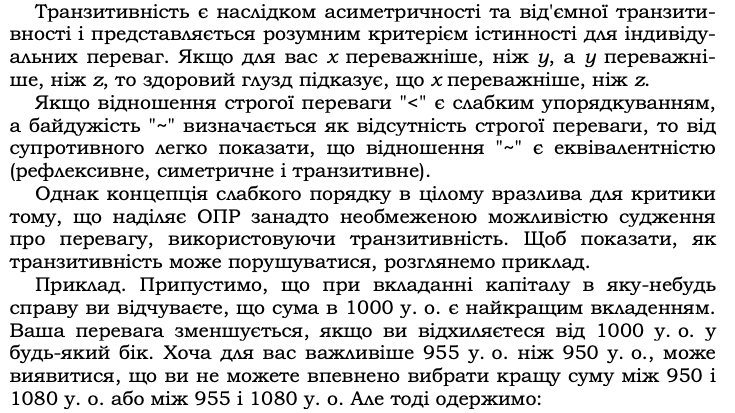 Транзитивність є наслідком асиметричності та від'ємної транзити-
вності і представляється розумним критерієм істинності для індивіду-
альних переваг. Якщо для вас x переважніше, ніж y, а y переважні-
ше, ніж z, то здоровий глузд підказує, що x переважніше, ніж z.
Якщо відношення строгої переваги "<" є слабким упорядкуванням,
а байдужість "~" визначається як відсутність строгої переваги, то від
супротивного легко показати, що відношення "~" є еквівалентністю
(рефлексивне, симетричне і транзитивне).
Однак концепція слабкого порядку в цілому вразлива для критики
тому, що наділяє ОПР занадто необмеженою можливістю судження
про перевагу, використовуючи транзитивність. Щоб показати, як
транзитивність може порушуватися, розглянемо приклад.
Приклад. Припустимо, що при вкладанні капіталу в яку-небудь
справу ви відчуваєте, що сума в 1000 у. о. є найкращим вкладенням.
Ваша перевага зменшується, якщо ви відхиляєтеся від 1000 у. о. у
будь-який бік. Хоча для вас важливіше 955 у. о. ніж 950 у. о., може
виявитися, що ви не можете впевнено вибрати кращу суму між 950 і
1080 у. о. або між 955 і 1080 у. о. Але тоді одержимо: